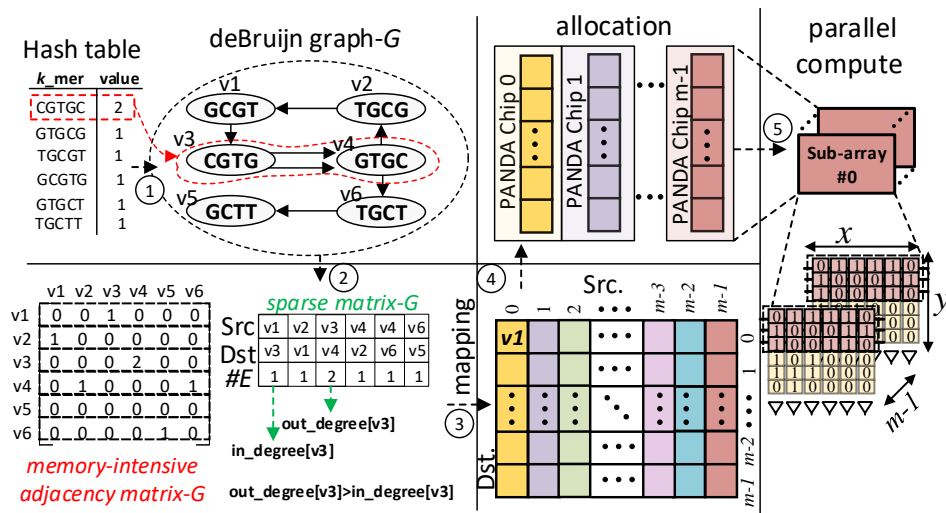 Hash table
k_mer value
CGTGC 2
GTGCG 1
TGCGT 1
GCGTG 1
GTGCT 1
TGCTT 1
1
deBruijn graph-G
v1 v2
GCGT TGCG
v3 v4
CGTG GTGC
v5 v6
GCTT TGCT
2
v1 v2 v3 v4 v5 v6
v1 0 0 1 0 0 0
v2 1 0 0 0 0 0
v3 0 0 0 2 0 0
v4 0 1 0 0 0 1
v5 0 0 0 0 0 0
v6 0 0 0 0 1 0
memory-intensive
adjacency matrix-G
sparse matrix-G
Src v1 v2 v3 v4 v4 v6
Dst v3 v1 v4 v2 v6 v5
#E 1 1 2 1 1 1
out_degree[v3]
in_degree[v3]
out_degree[v3]>in_degree[v3]
3
mapping
4
Src.
0 1 2 m-3 m-2 m-1
v1
Dst.
0
1
m-2
m-1
allocation
PANDA Chip 0
PANDA Chip 1
PANDA Chip m-1
5
parallel
compute
Sub-array
#0
x
y
0 1 1 1 1 0
m-1